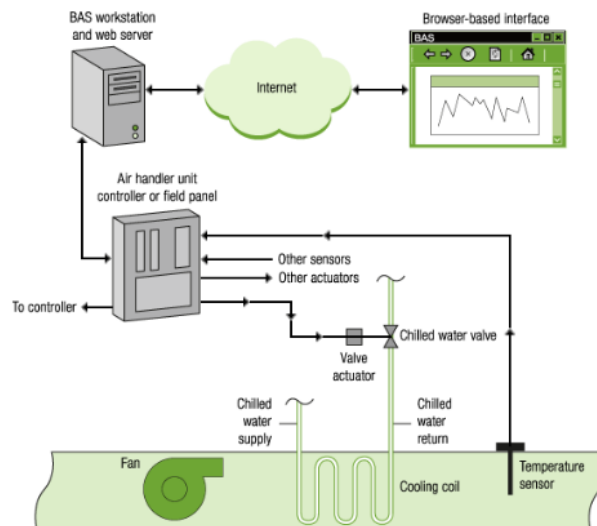 BAS workstation
and web server
Internet
Browser-based interface
BAS
Air handler unit
controller or field panel
Other sensors
Other actuators
To controller
Chilled water valve
Valve
actuator
Chilled
water
supply
Chilled
water
return
Fan
Cooling coil
Temperature
sensor